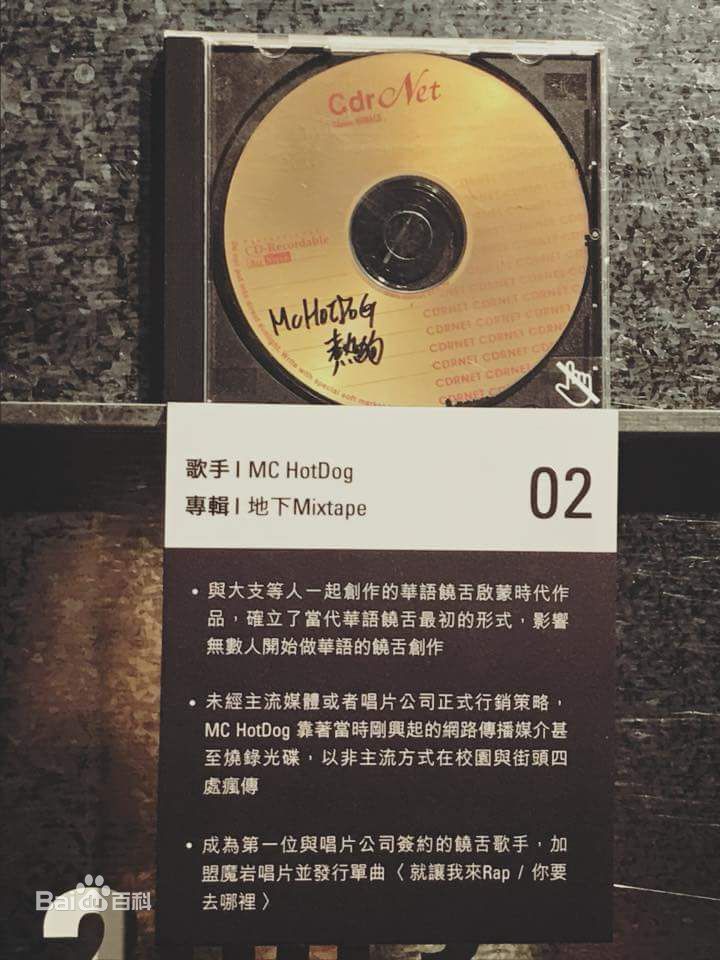 Cdr Net
CD-Recordable
CDRNET CORNET CDRNET
CDRNET CDRNET CDRNET
CDRNET CDRNET
MC HOTDOG
熱狗
歌手 | MC HotDog
專輯 | 地下Mixtape
02
• 與大支等人一起創作的華語饒舌啟蒙時代作
品，確立了當代華語饒舌最初的形式，影響
無數人開始做華語的饒舌創作
• 未經主流媒體或者唱片公司正式行銷策略，
MC HotDog 靠著當時剛興起的網路傳播媒介甚
至燒錄光碟，以非主流方式在校園與街頭四
處瘋傳
• 成為第一位與唱片公司簽約的饒舌歌手，加
盟魔岩唱片並發行單曲〈 就讓我來Rap / 你要
去哪裡 〉
Bai百科
2